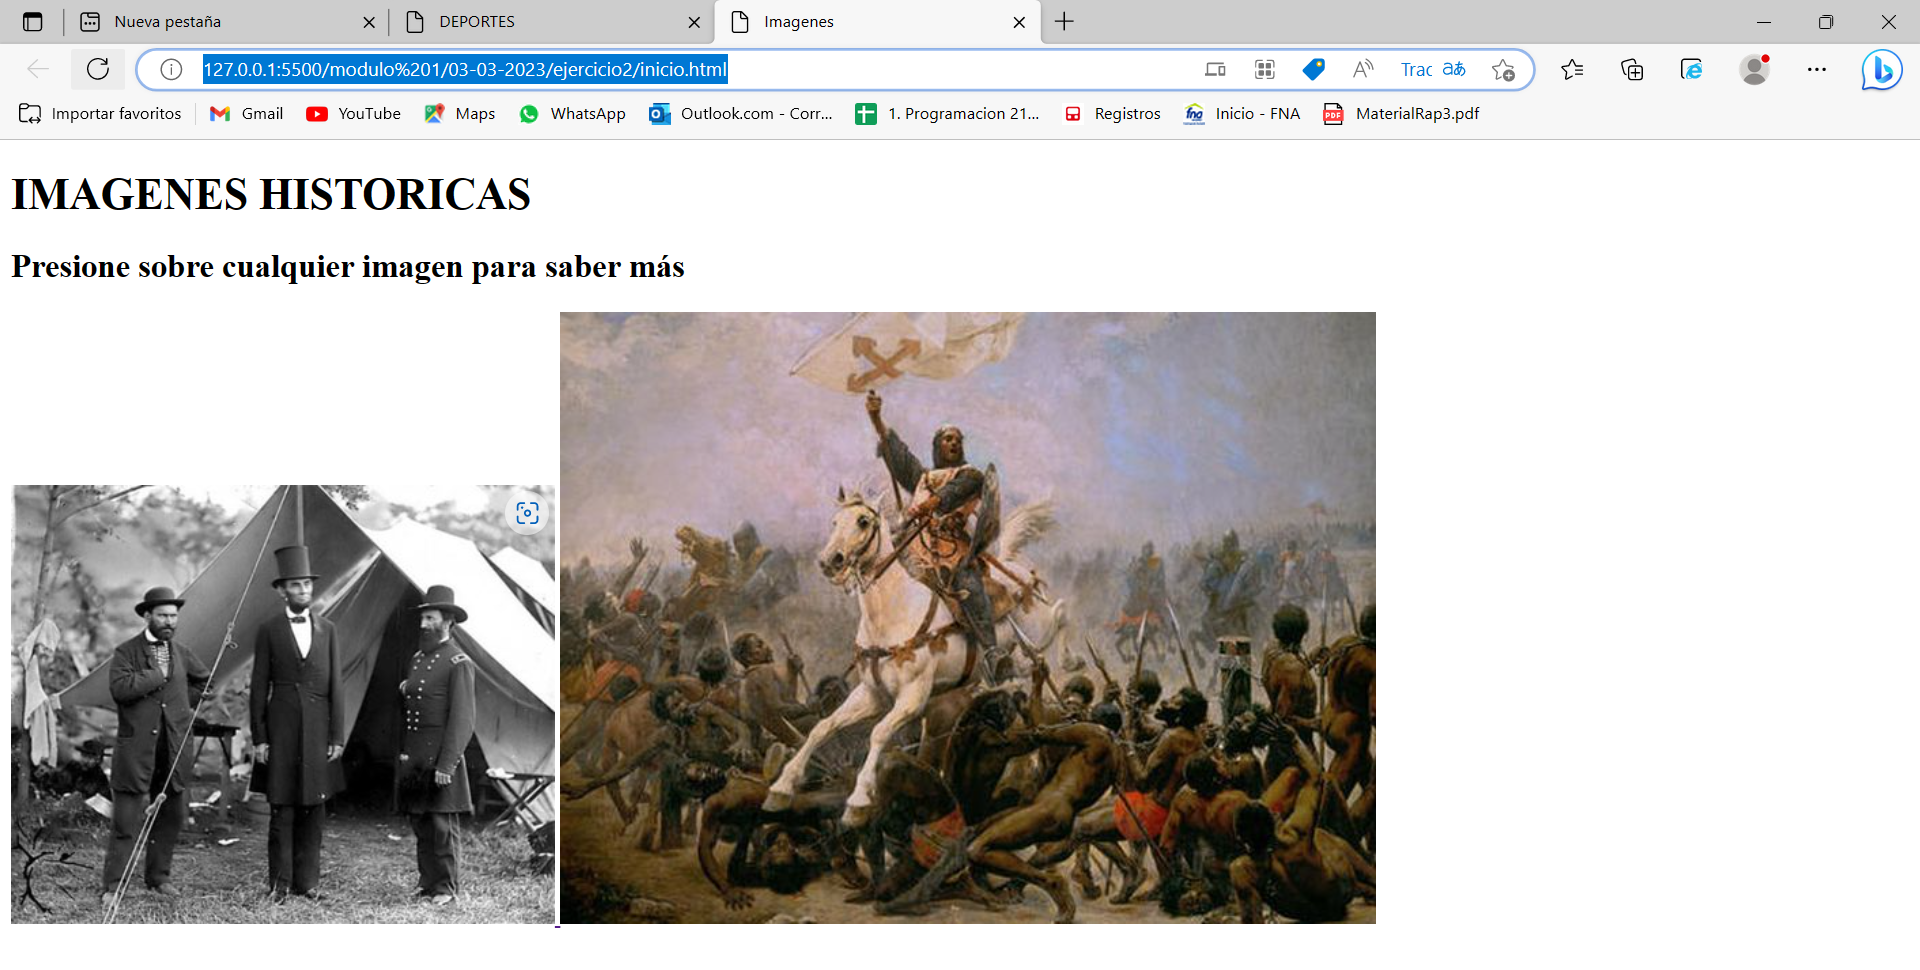 Nueva pestaña
DEPORTES
Imagenes
127.0.0.1:5500/modulo%201/03-03-2023/ejercicio2/inicio.html
Trac
Importar favoritos
Gmail
YouTube
Maps
WhatsApp
Outlook.com - Corr...
1. Programacion 21...
Registros
Inicio - FNA
MaterialRap3.pdf
IMAGENES HISTORICAS
Presione sobre cualquier imagen para saber más